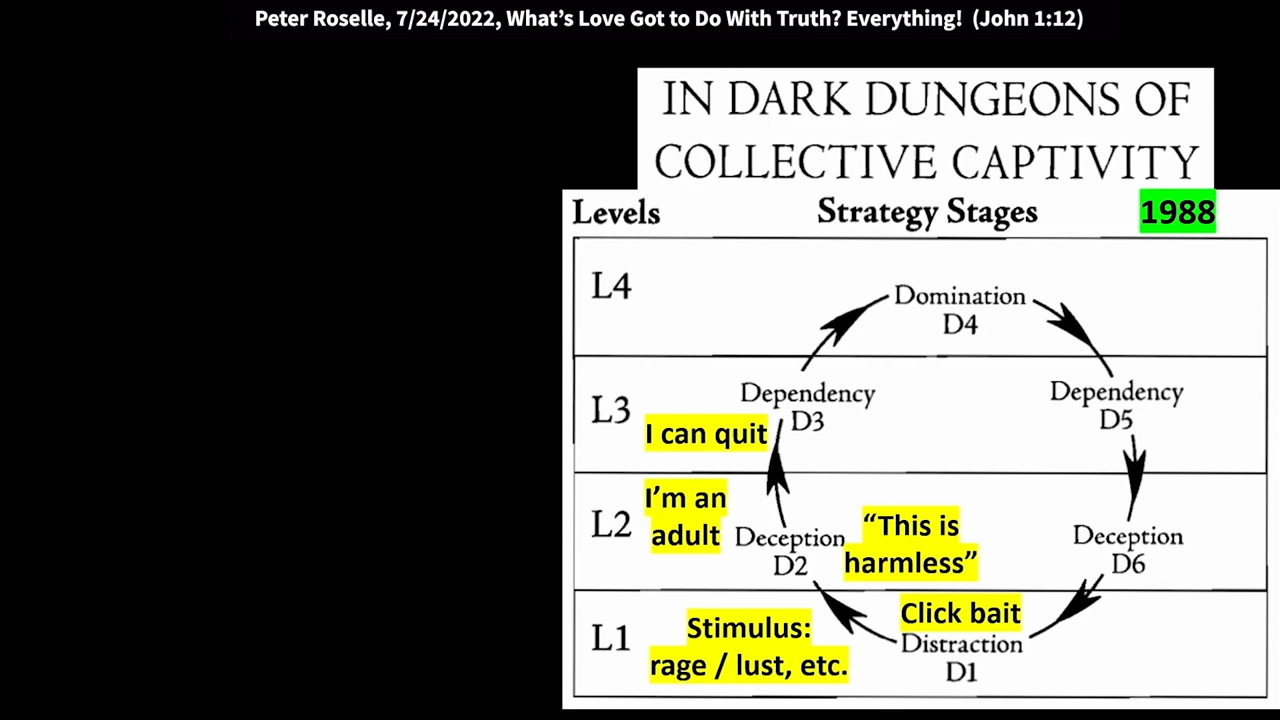 Peter Roselle, 7/24/2022, What’s Love Got to Do With Truth? Everything!  (John 1:12)
IN DARK DUNGEONS OF
COLLECTIVE CAPTIVITY
Levels Strategy Stages 1988
L4
Domination
D4
L3
Dependency
D3
Dependency
D5
I can quit
L2
I’m an
adult
Deception
D2
“This is
harmless”
Deception
D6
L1
Stimulus:
rage / lust, etc.
Click bait
Distraction
D1